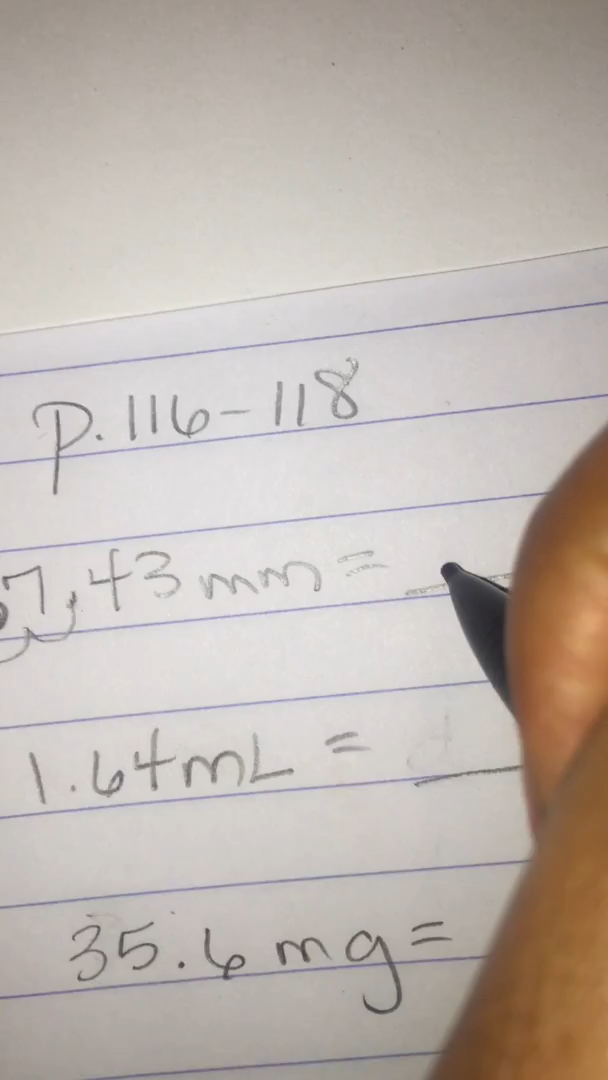 p. 116-118
7.43 mm =
1.64 mL =
35.6 mg =